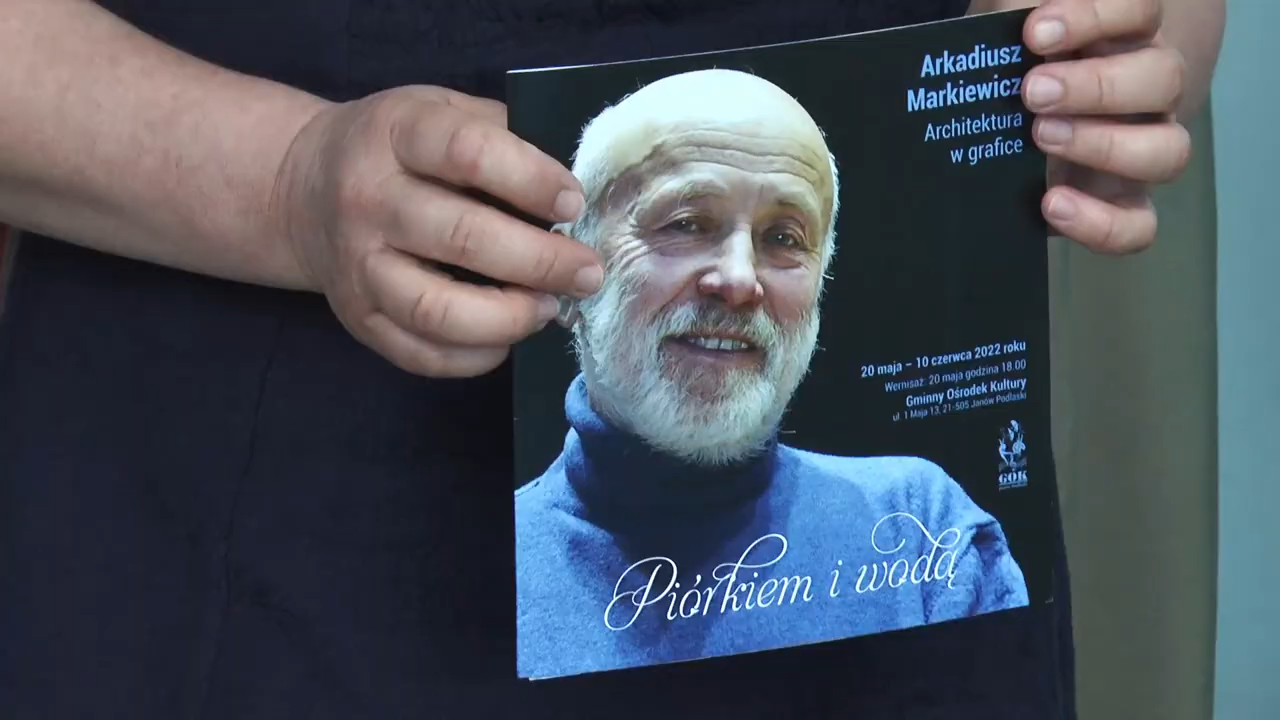 Arkadiusz
Markiewicz
Architektura
w grafice
20 maja – 10 czerwca 2022 roku
Wernisaż: 20 maja godzina 18.00
Gminny Ośrodek Kultury
ul. 1 Maja 13, 21-505 Janów Podlaski
GOK
Piórkiem i wodą